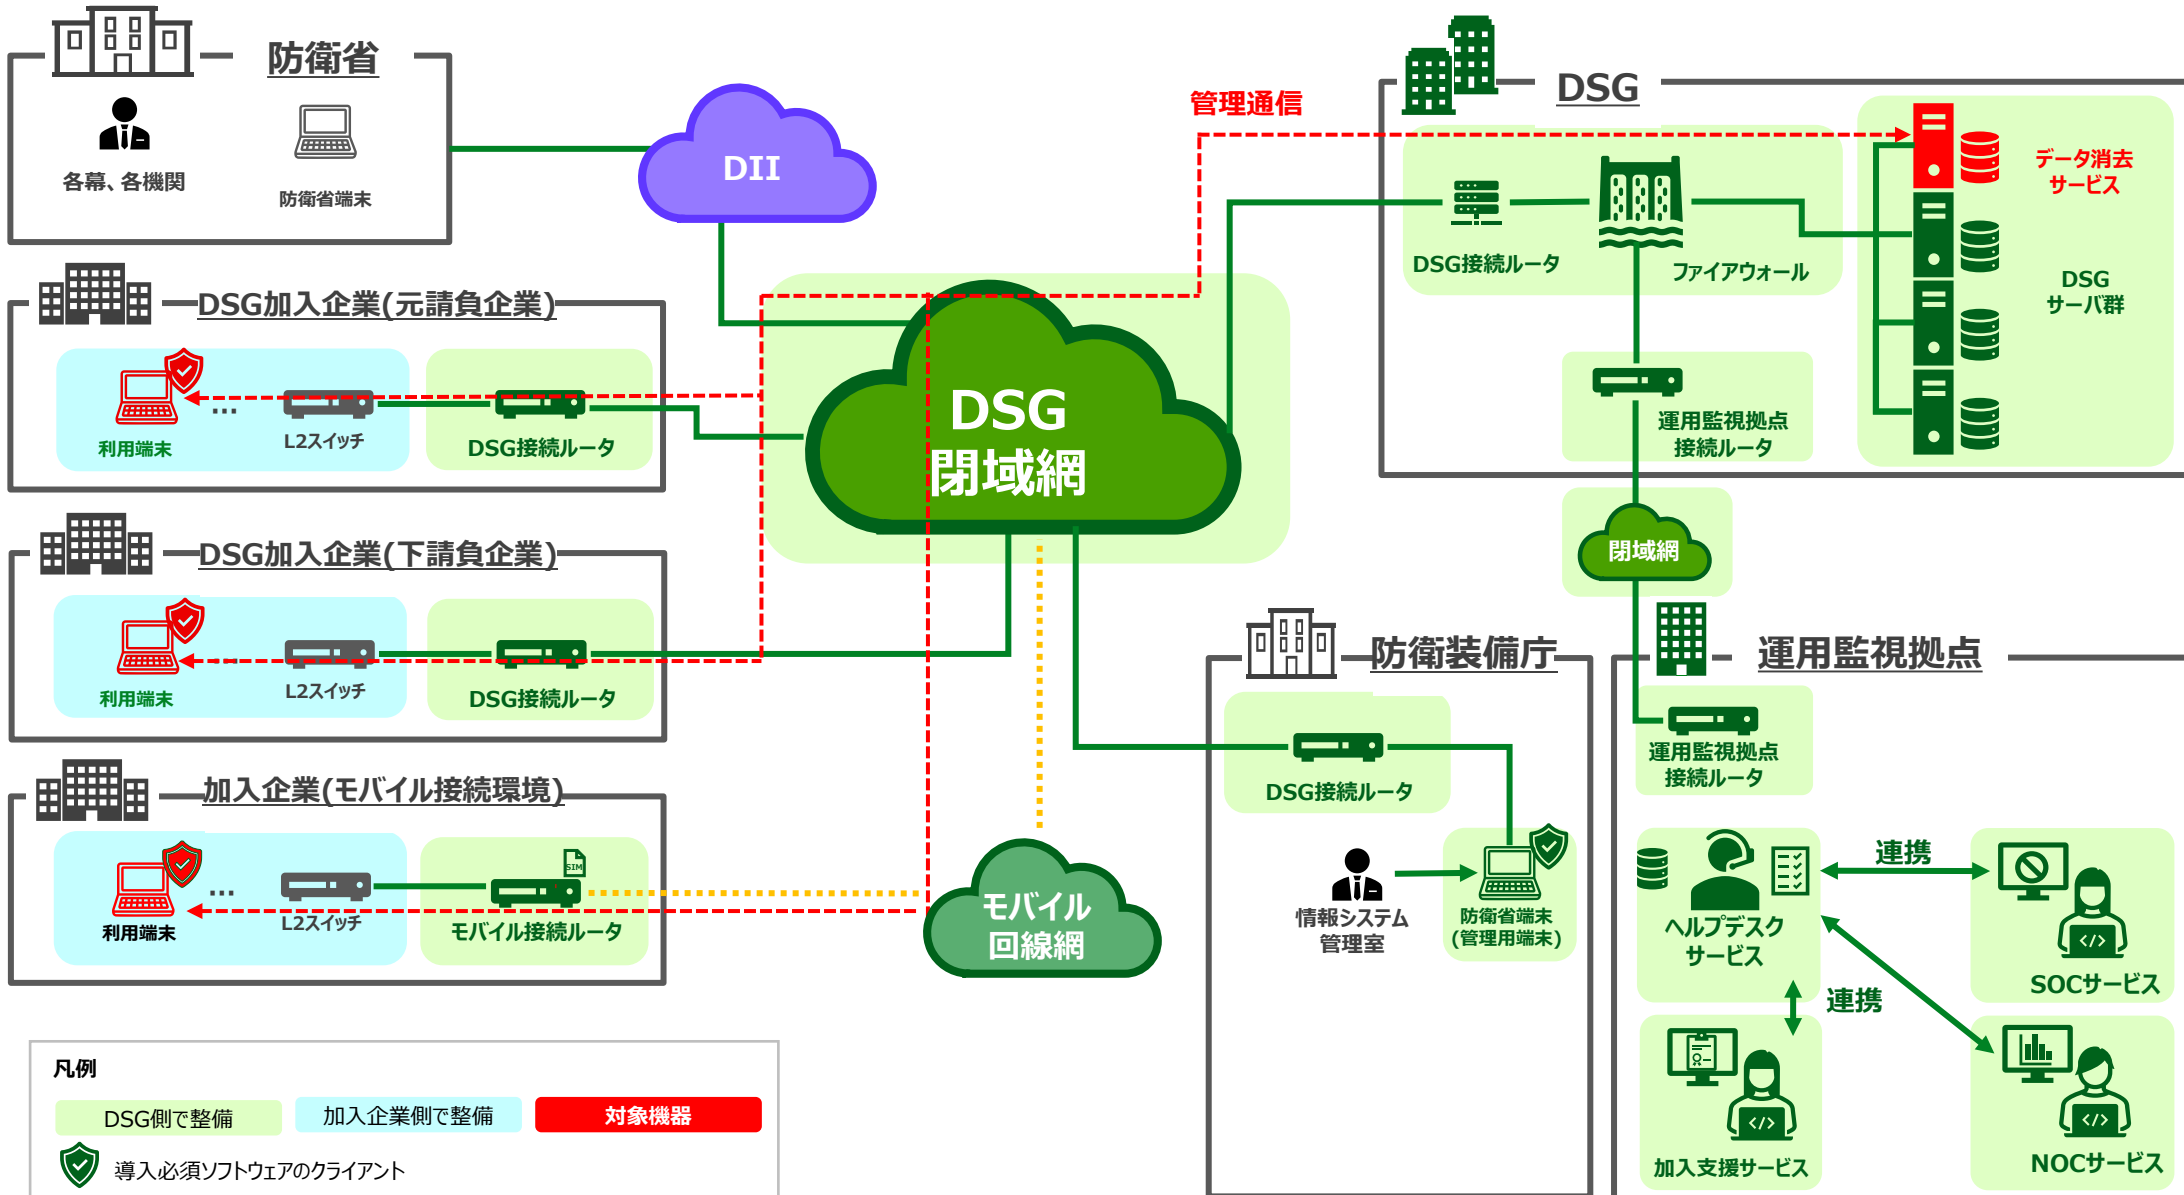 防衛省
各幕、各機関
防衛省端末
DII
管理通信
DSG
DSG接続ルータ
ファイアウォール
データ消去
サービス
DSG
サーバ群
運用監視拠点
接続ルータ
DSG加入企業(元請負企業)
利用端末
...
L2スイッチ
DSG接続ルータ
DSG
閉域網
DSG加入企業(下請負企業)
利用端末
...
L2スイッチ
DSG接続ルータ
閉域網
加入企業(モバイル接続環境)
利用端末
...
L2スイッチ
SIM
モバイル接続ルータ
モバイル
回線網
防衛装備庁
DSG接続ルータ
情報システム
管理室
防衛省端末
(管理用端末)
運用監視拠点
運用監視拠点
接続ルータ
ヘルプデスク
サービス
連携
</>
SOCサービス
連携
</>
加入支援サービス
</>
NOCサービス
凡例
DSG側で整備
加入企業側で整備
対象機器
導入必須ソフトウェアのクライアント